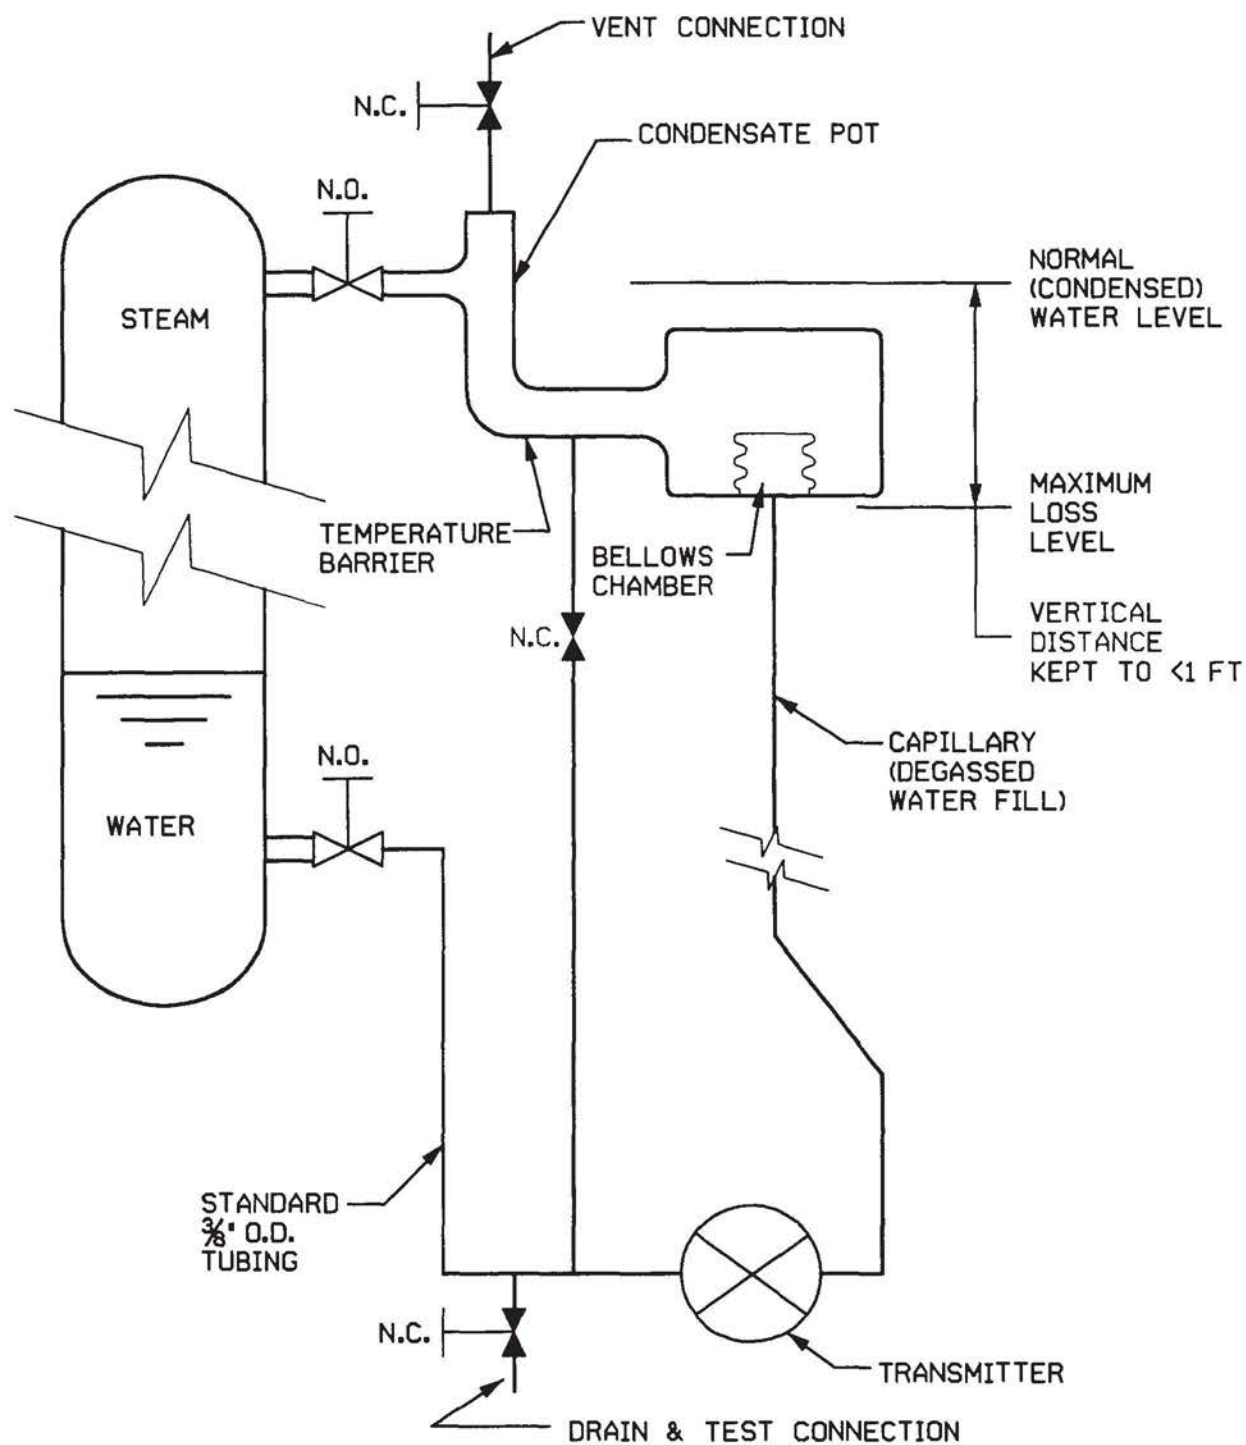 VENT CONNECTION
N.C.
CONDENSATE POT
N.O.
NORMAL
(CONDENSED)
WATER LEVEL
STEAM
MAXIMUM
LOSS
LEVEL
TEMPERATURE
BARRIER
BELLOWS
CHAMBER
VERTICAL
DISTANCE
KEPT TO <1 FT
N.C.
N.O.
CAPILLARY
(DEGASSED
WATER FILL)
WATER
STANDARD
3/8" O.D.
TUBING
N.C.
TRANSMITTER
DRAIN & TEST CONNECTION